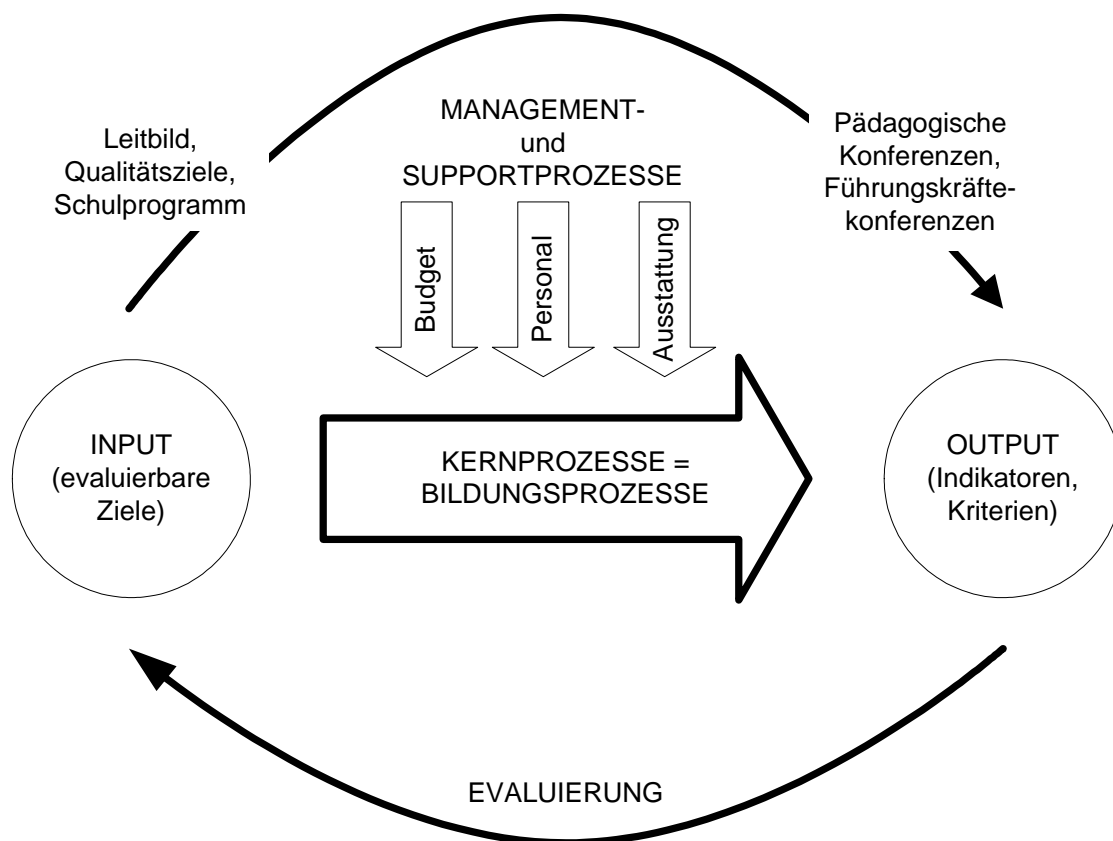 MANAGEMENT-
und
SUPPORTPROZESSE
Leitbild,
Qualitätsziele,
Schulprogramm
Pädagogische
Konferenzen,
Führungskräfte-
konferenzen
Budget
Personal
Ausstattung
INPUT
(evaluierbare
Ziele)
KERNPROZESSE =
BILDUNGSPROZESSE
OUTPUT
(Indikatoren,
Kriterien)
EVALUIERUNG